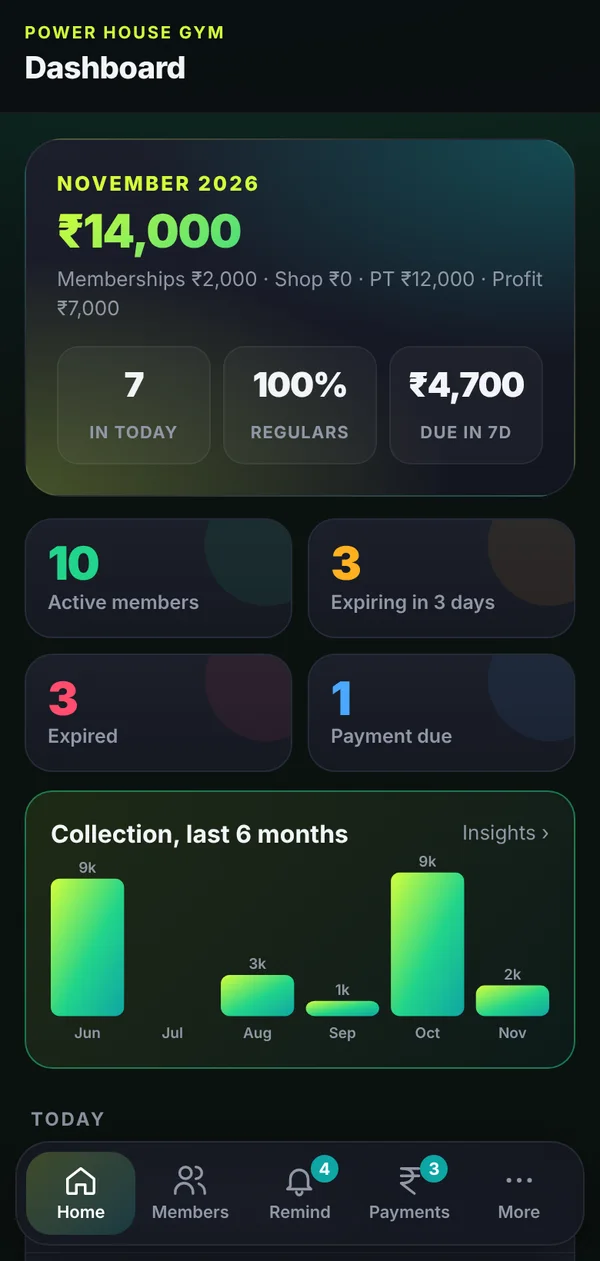 POWER HOUSE GYM
Dashboard
NOVEMBER 2026
₹14,000
Memberships ₹2,000 · Shop ₹0 · PT ₹12,000 · Profit
₹7,000
7
IN TODAY
100%
REGULARS
₹4,700
DUE IN 7D
10
Active members
3
Expiring in 3 days
3
Expired
1
Payment due
Collection, last 6 months
Insights ›
9k
3k
1k
9k
2k
Jun
Jul
Aug
Sep
Oct
Nov
TODAY
4
3
Home
Members
Remind
Payments
More